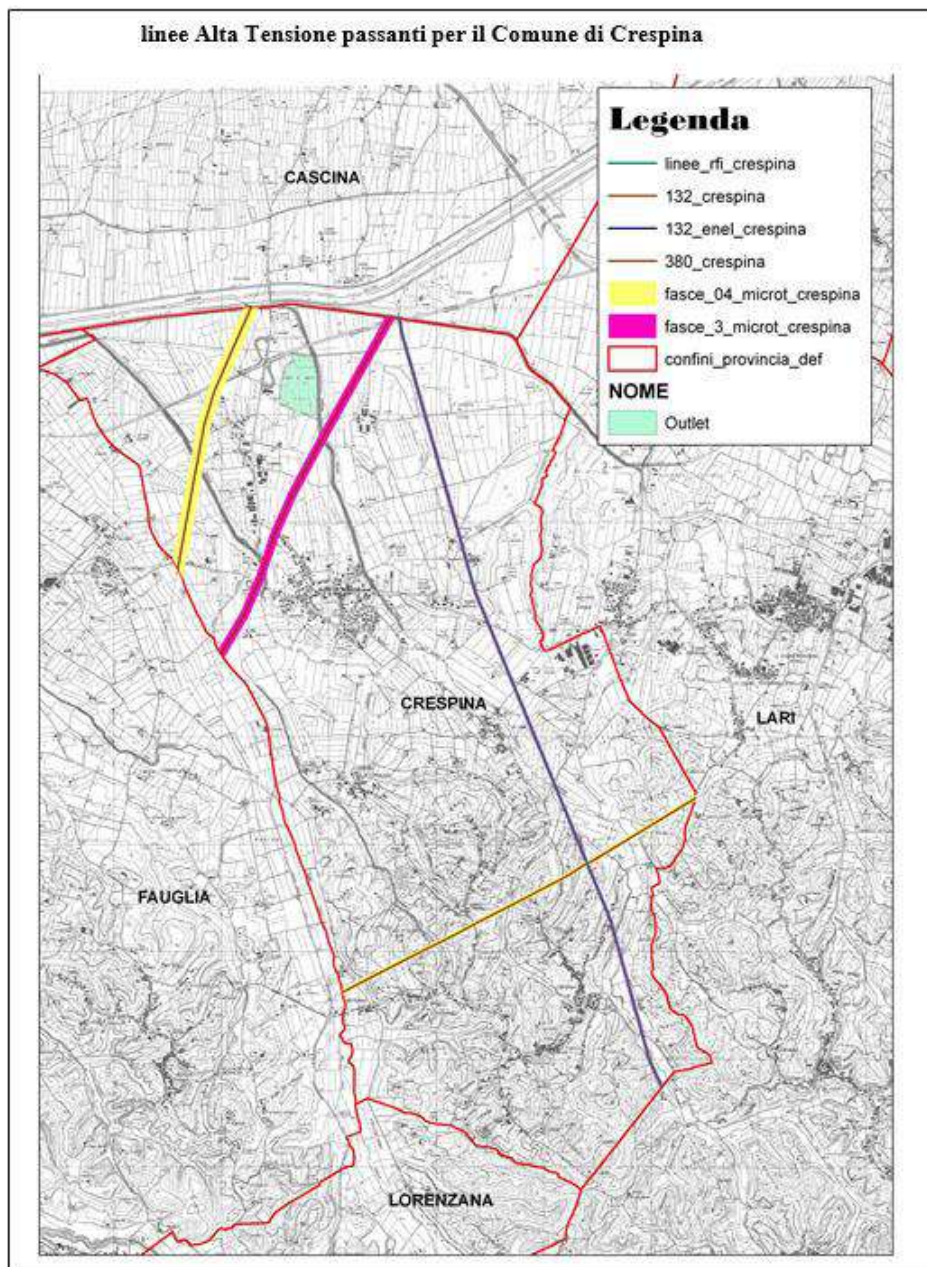 linee Alta Tensione passanti per il Comune di Crespina
Legenda
linee_rfi_crespina
132_crespina
132_enel_crespina
380_crespina
fasce_04_microt_crespina
fasce_3_microt_crespina
confini_provincia_def
NOME
Outlet
CASCINA
CRESPINA
LARI
FAUGLIA
LORENZANA